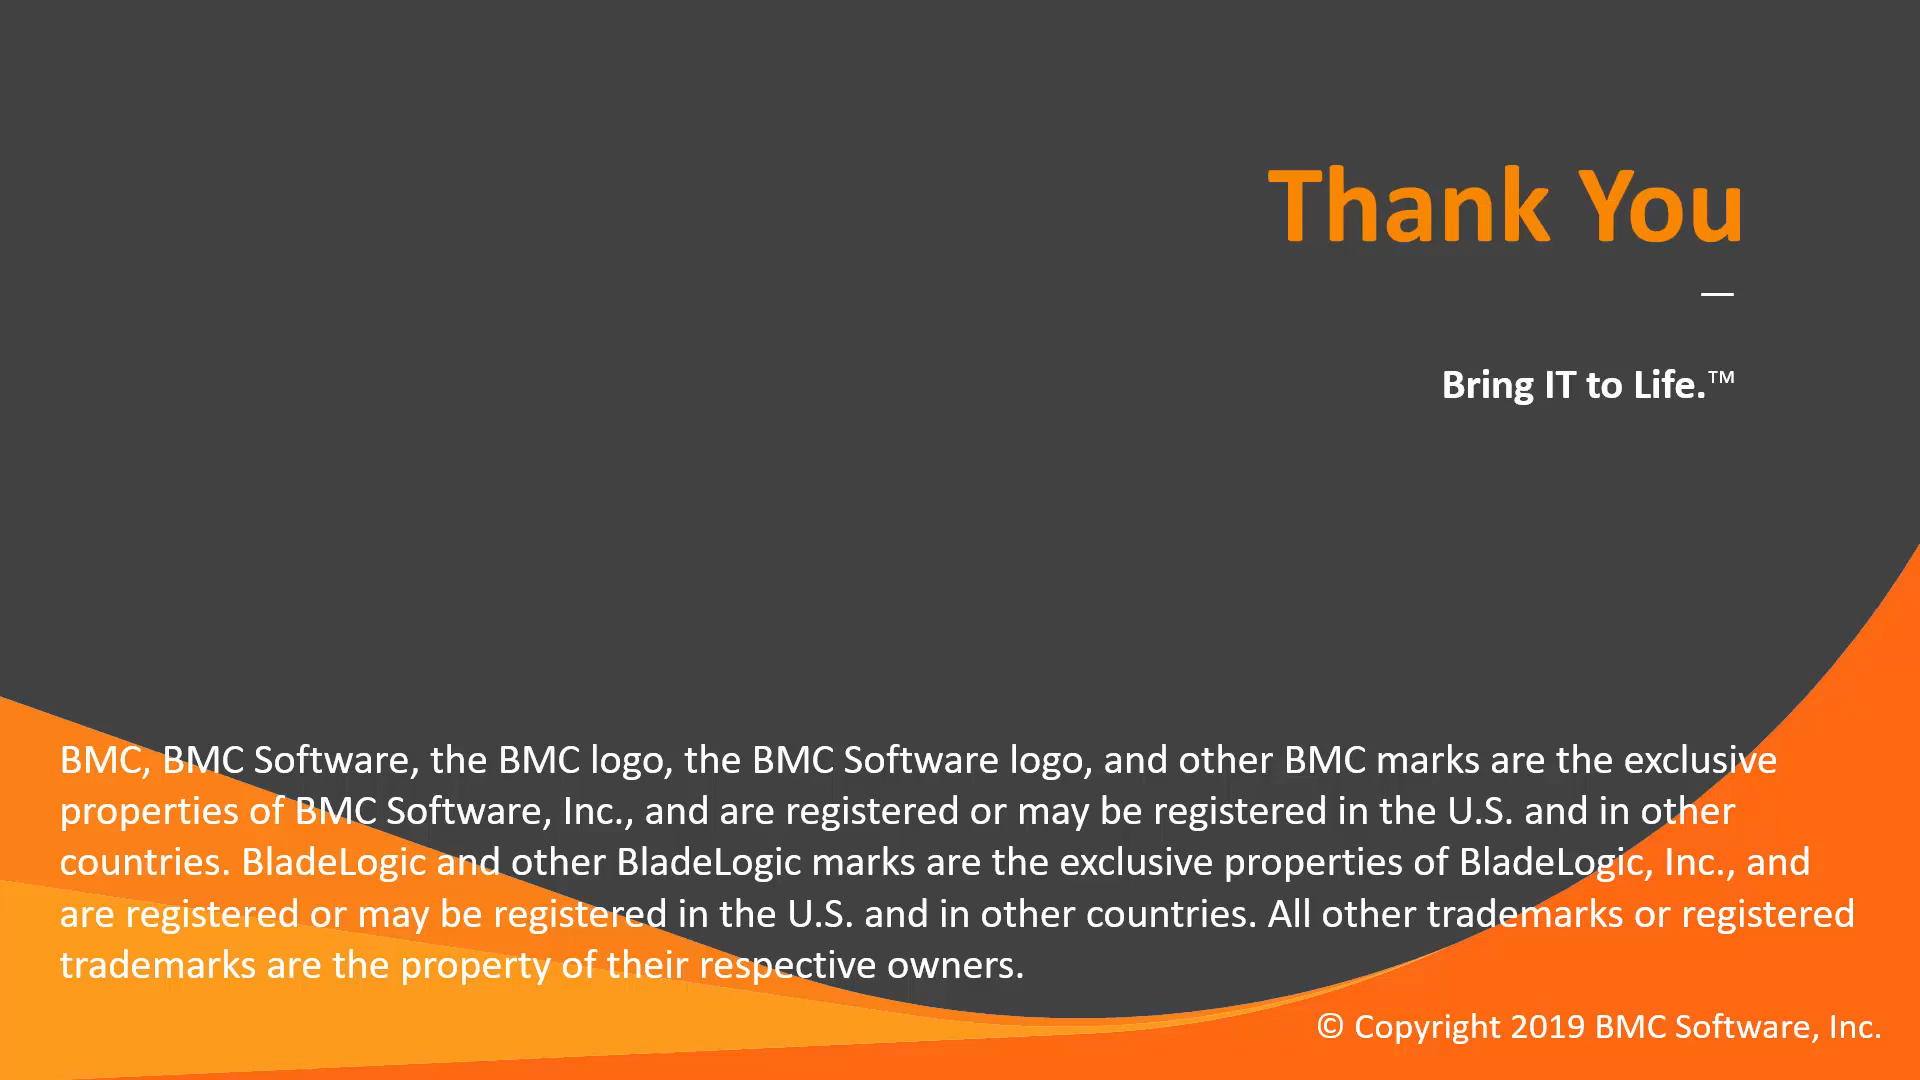 Thank You
—
Bring IT to Life.™
BMC, BMC Software, the BMC logo, the BMC Software logo, and other BMC marks are the exclusive
properties of BMC Software, Inc., and are registered or may be registered in the U.S. and in other
countries. BladeLogic and other BladeLogic marks are the exclusive properties of BladeLogic, Inc., and
are registered or may be registered in the U.S. and in other countries. All other trademarks or registered
trademarks are the property of their respective owners.
© Copyright 2019 BMC Software, Inc.